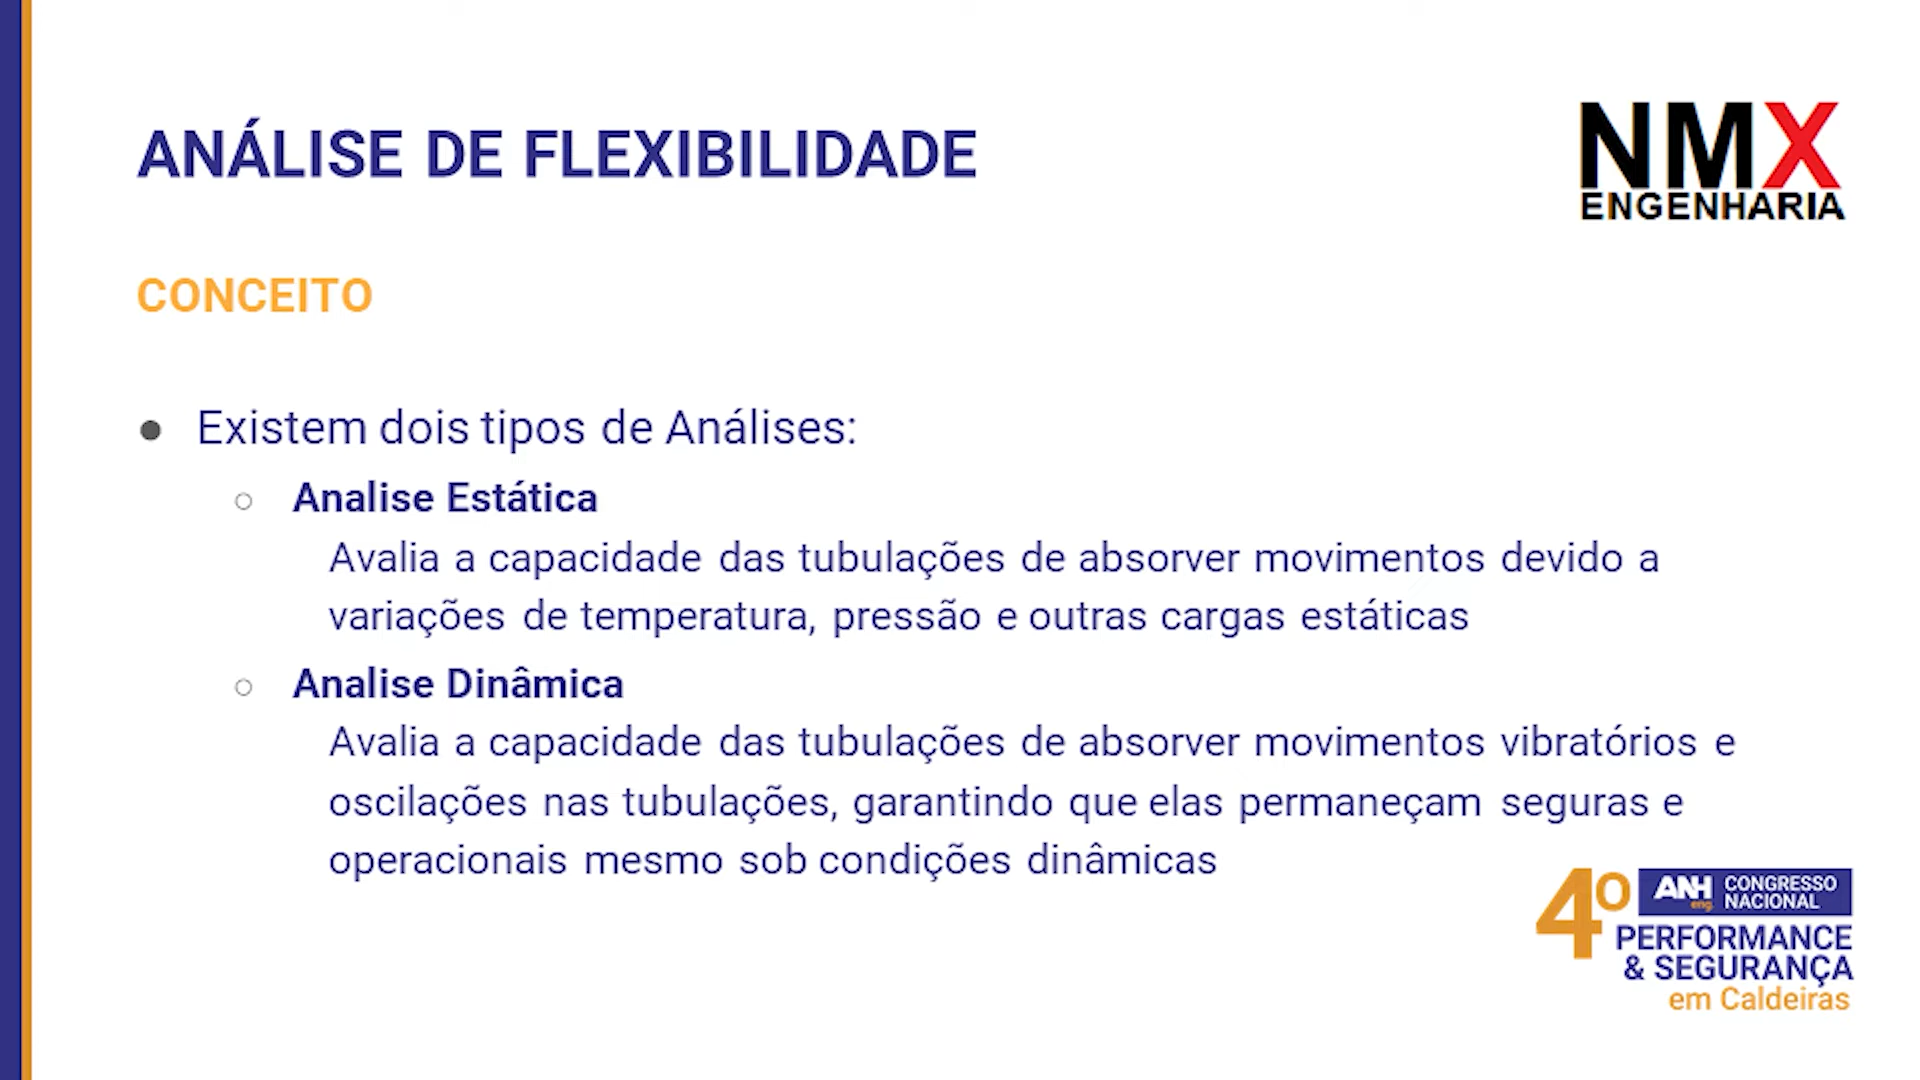 ANÁLISE DE FLEXIBILIDADE
NMX
ENGENHARIA
CONCEITO
● Existem dois tipos de Análises:
○ Analise Estática
Avalia a capacidade das tubulações de absorver movimentos devido a
variações de temperatura, pressão e outras cargas estáticas
○ Analise Dinâmica
Avalia a capacidade das tubulações de absorver movimentos vibratórios e
oscilações nas tubulações, garantindo que elas permaneçam seguras e
operacionais mesmo sob condições dinâmicas
4º
ANH eng.
CONGRESSO
NACIONAL
PERFORMANCE
& SEGURANÇA
em Caldeiras